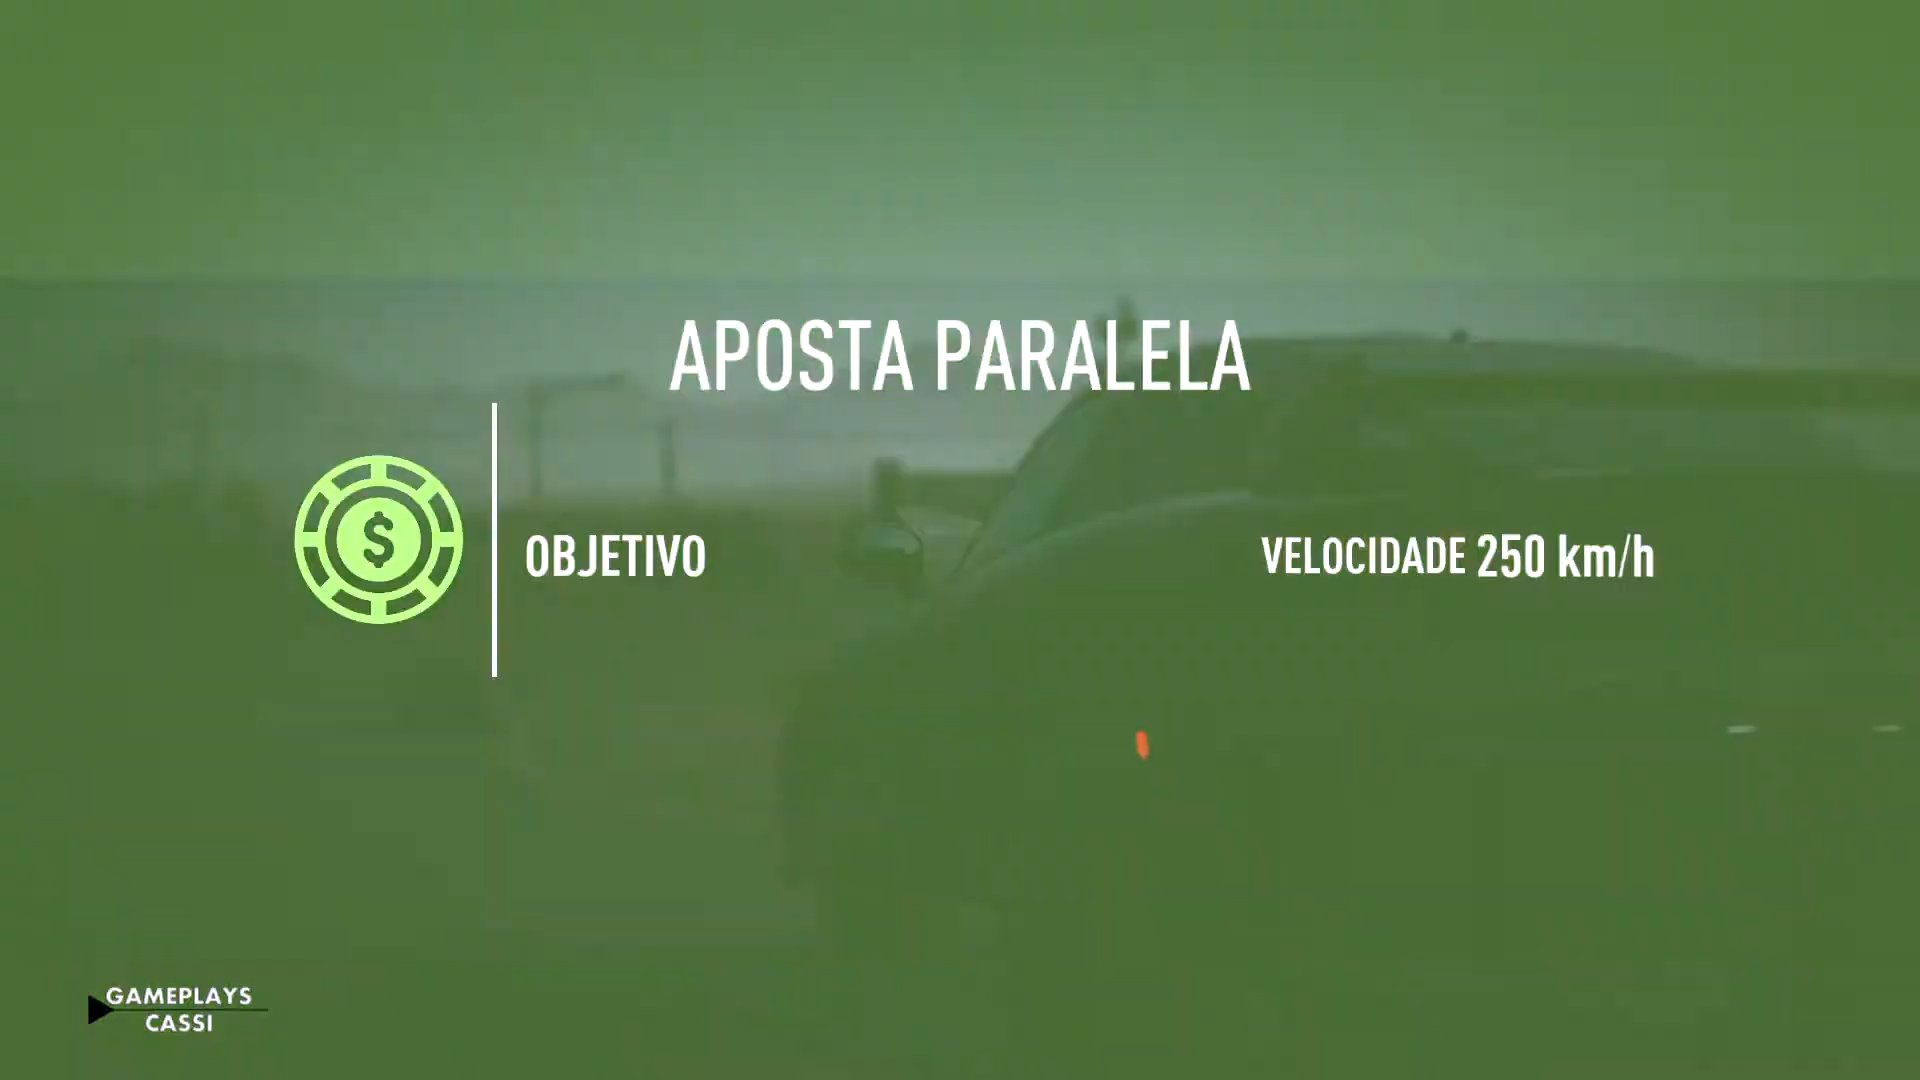 APOSTA PARALELA
$
OBJETIVO
VELOCIDADE 250 km/h
GAMEPLAYS
CASSI